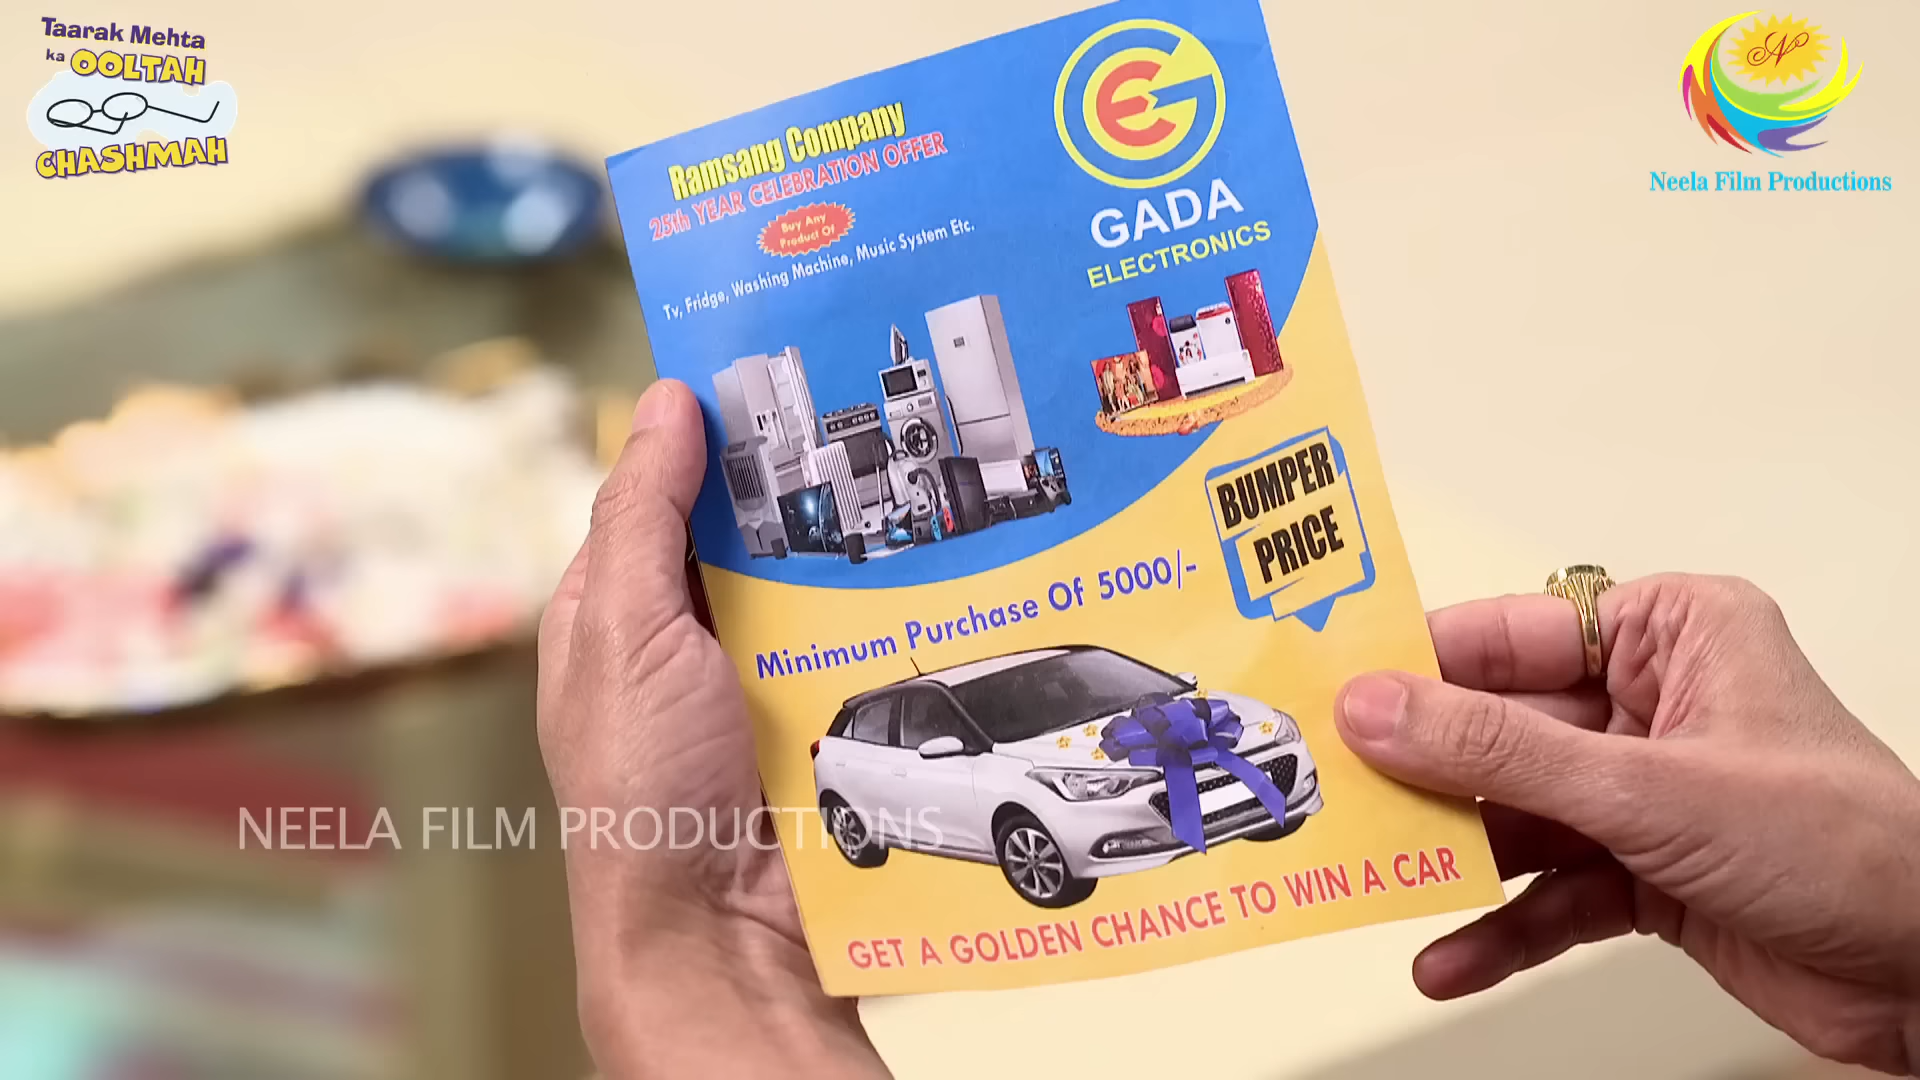 Taarak Mehta
ka OOLTAH
CHASHMAH
Neela Film Productions
Ramsang Company
25th YEAR CELEBRATION OFFER
Buy Any
Product Of
Tv, Fridge, Washing Machine, Music System Etc.
GE
GADA
ELECTRONICS
BUMPER
PRICE
Minimum Purchase Of 5000/-
GET A GOLDEN CHANCE TO WIN A CAR
NEELA FILM PRODUCTIONS